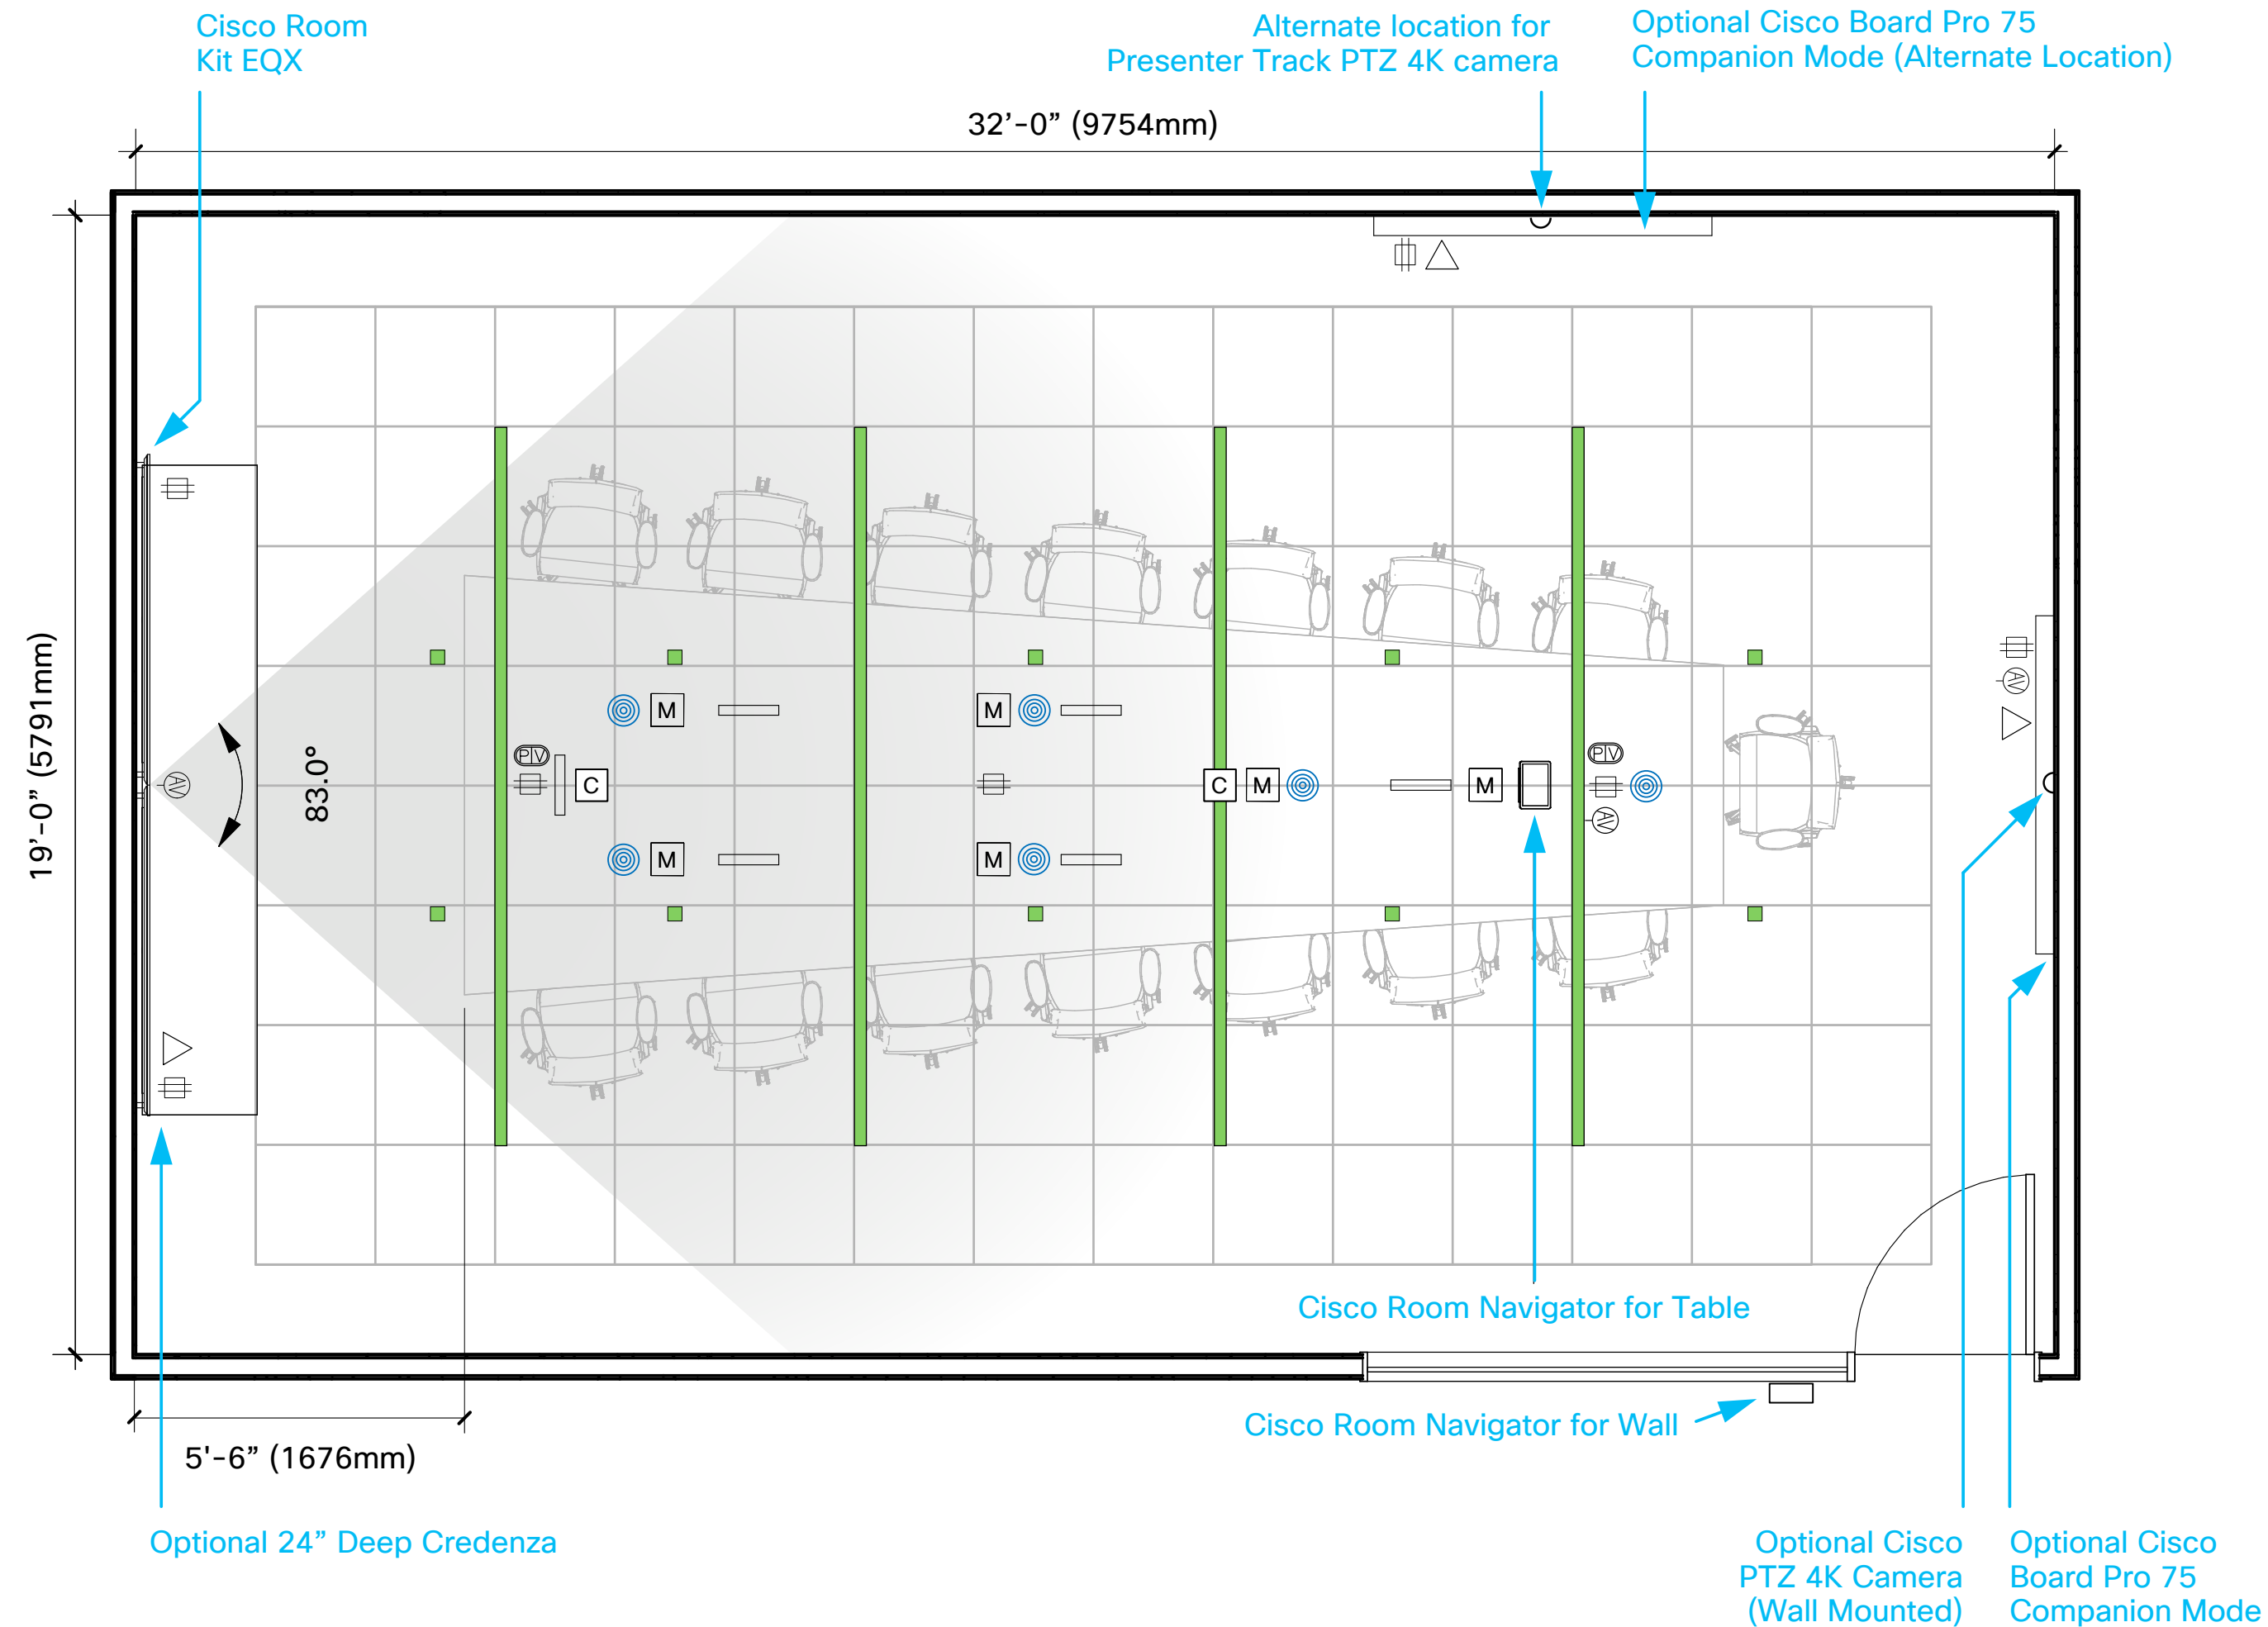 Cisco Room
Kit EQX
Alternate location for
Presenter Track PTZ 4K camera
Optional Cisco Board Pro 75
Companion Mode (Alternate Location)
32’-0” (9754mm)
19’-0” (5791mm)
83.0°
AV
M
M
PV
C
C
M
M
PV
AV
AV
M
M
Cisco Room Navigator for Table
Cisco Room Navigator for Wall
5'-6” (1676mm)
Optional 24” Deep Credenza
Optional Cisco
PTZ 4K Camera
(Wall Mounted)
Optional Cisco
Board Pro 75
Companion Mode